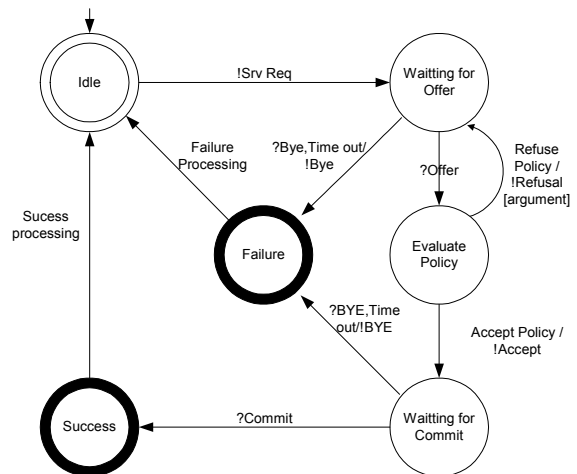 Idle
!Srv Req
Waitting for
Offer
?Bye,Time out/
!Bye
Failure
Processing
?Offer
Refuse
Policy /
!Refusal
[argument]
Sucess
processing
Failure
Evaluate
Policy
?BYE,Time
out/!BYE
Accept Policy /
!Accept
Success
?Commit
Waitting for
Commit